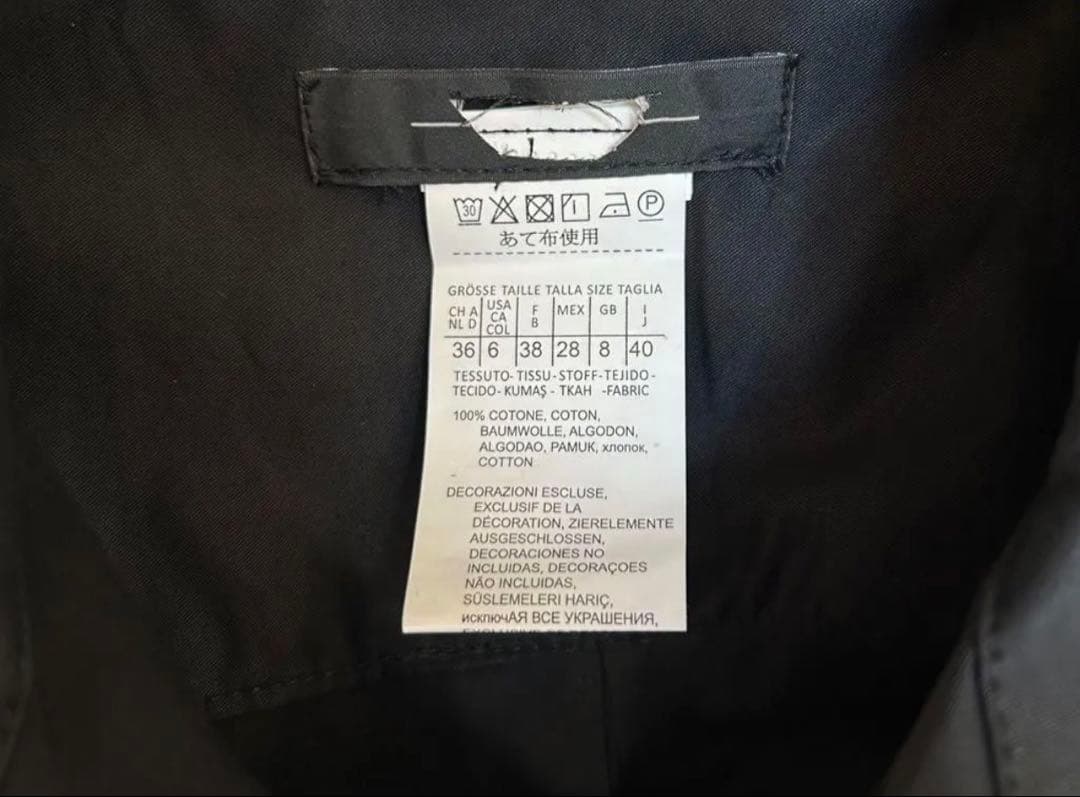 30 P
あて布使用
GRÖSSE TAILLE TALLA SIZE TAGLIA
CH A NL D USA CA COL F B MEX GB I J
36 6 38 28 8 40
TESSUTO-TISSU-STOFF-TEJIDO-
TECIDO-KUMAŞ - TKAH -FABRIC
100% COTONE, COTON,
BAUMWOLLE, ALGODON,
ALGODAO, PAMUK, хлопок,
COTTON
DECORAZIONI ESCLUSE,
EXCLUSIF DE LA
DÉCORATION, ZIERELEMENTE
AUSGESCHLOSSEN,
DECORACIONES NO
INCLUIDAS, DECORAÇOES
NÃO INCLUIDAS,
SÜSLEMELERI HARIÇ,
исключАЯ ВСЕ УКРАШЕНИЯ,